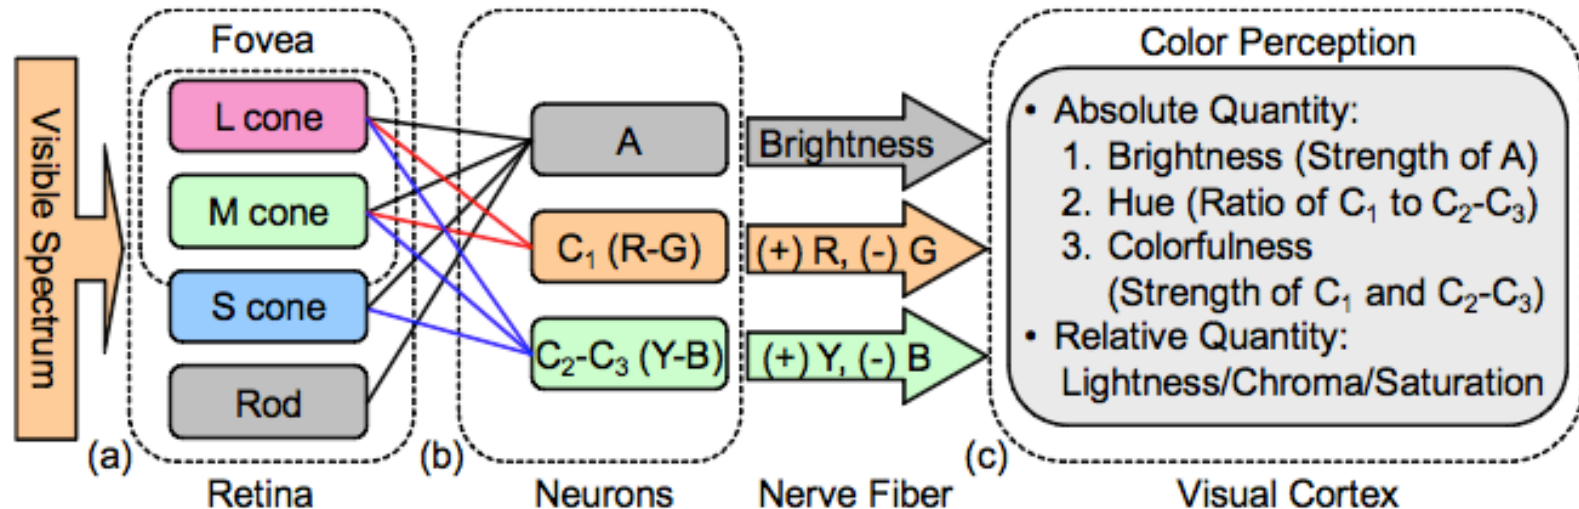 Visible Spectrum
Fovea
L cone
M cone
S cone
Rod
(a)
Retina
A
C₁ (R-G)
C₂-C₃ (Y-B)
(b)
Neurons
Brightness
(+) R, (-) G
(+) Y, (-) B
Nerve Fiber
(c)
Color Perception
• Absolute Quantity:
1. Brightness (Strength of A)
2. Hue (Ratio of C₁ to C₂-C₃)
3. Colorfulness
(Strength of C₁ and C₂-C₃)
• Relative Quantity:
Lightness/Chroma/Saturation
Visual Cortex